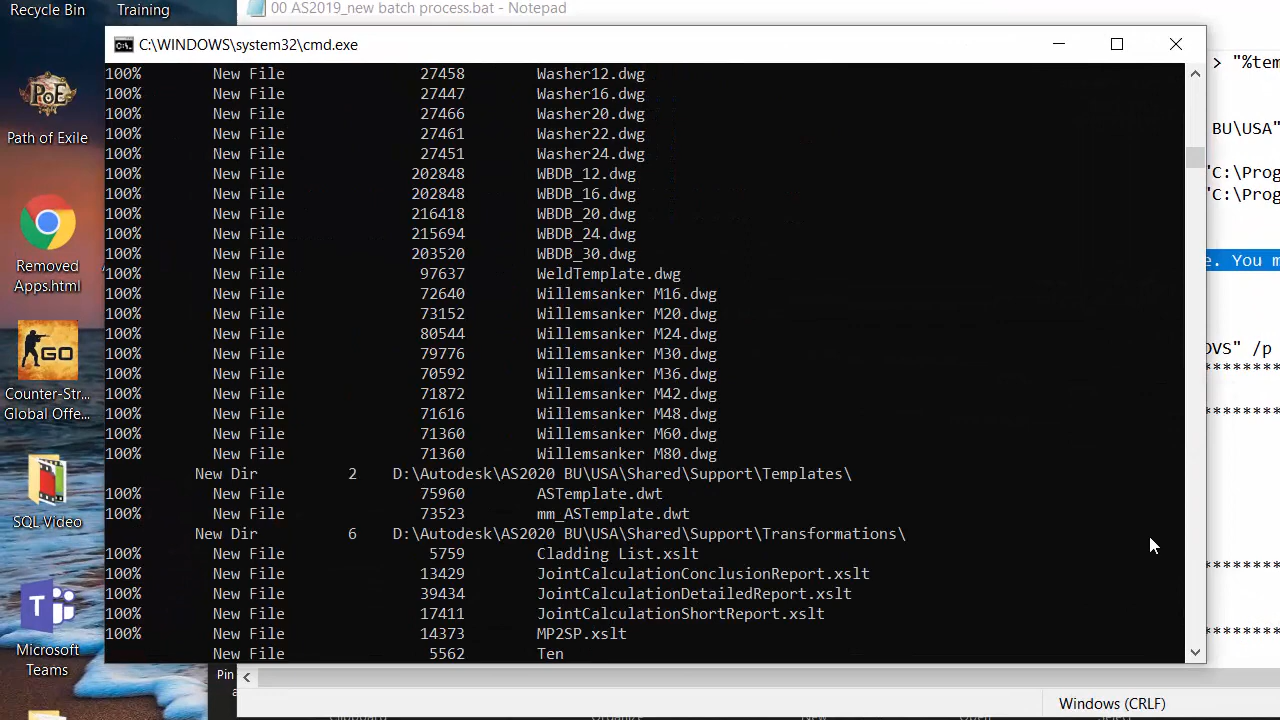 Recycle Bin
Training
Path of Exile
Removed
Apps.html
GO
Counter-Str...
Global Offe...
SQL Video
T
Microsoft
Teams
00 AS2019_new batch process.bat - Notepad
C:\WINDOWS\system32\cmd.exe
100% New File 27458 Washer12.dwg
100% New File 27447 Washer16.dwg
100% New File 27466 Washer20.dwg
100% New File 27461 Washer22.dwg
100% New File 27451 Washer24.dwg
100% New File 202848 WBDB_12.dwg
100% New File 202848 WBDB_16.dwg
100% New File 216418 WBDB_20.dwg
100% New File 215694 WBDB_24.dwg
100% New File 203520 WBDB_30.dwg
100% New File 97637 WeldTemplate.dwg
100% New File 72640 Willemsanker M16.dwg
100% New File 73152 Willemsanker M20.dwg
100% New File 80544 Willemsanker M24.dwg
100% New File 79776 Willemsanker M30.dwg
100% New File 70592 Willemsanker M36.dwg
100% New File 71872 Willemsanker M42.dwg
100% New File 71616 Willemsanker M48.dwg
100% New File 71360 Willemsanker M60.dwg
100% New File 71360 Willemsanker M80.dwg
New Dir 2 D:\Autodesk\AS2020 BU\USA\Shared\Support\Templates\
100% New File 75960 ASTemplate.dwt
100% New File 73523 mm_ASTemplate.dwt
New Dir 6 D:\Autodesk\AS2020 BU\USA\Shared\Support\Transformations\
100% New File 5759 Cladding List.xslt
100% New File 13429 JointCalculationConclusionReport.xslt
100% New File 39434 JointCalculationDetailedReport.xslt
100% New File 17411 JointCalculationShortReport.xslt
100% New File 14373 MP2SP.xslt
New File 5562 Ten
> "%tem
BU\USA"
"C:\Prog
"C:\Prog
e. You m
OVS" /p
******
******
******
******
Pin
a
Windows (CRLF)